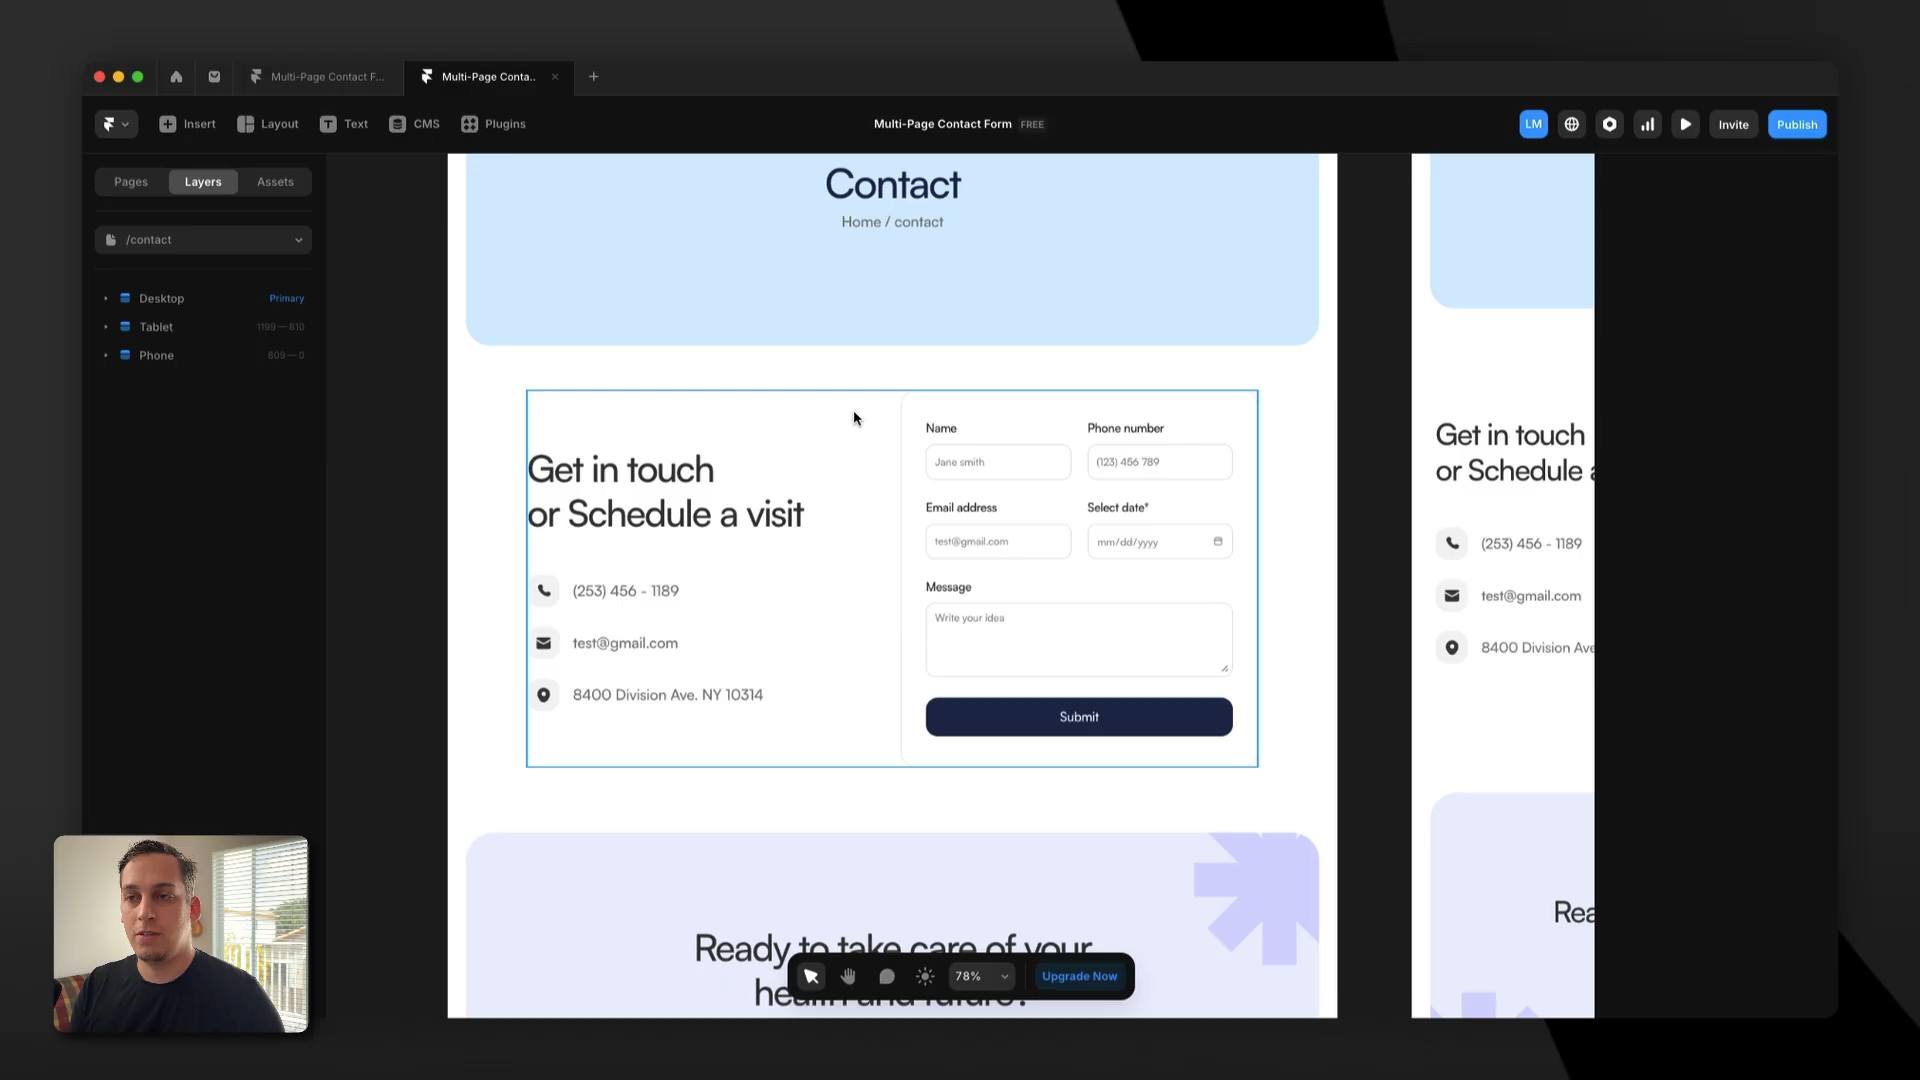 Multi-Page Contact F...
Multi-Page Conta..
Insert
Layout
Text
CMS
Plugins
Multi-Page Contact Form FREE
LM
Invite
Publish
Pages
Layers
Assets
/contact
Desktop
Primary
Tablet
1199—810
Phone
809—0
Contact
Home / contact
Get in touch
or Schedule a visit
(253) 456 - 1189
test@gmail.com
8400 Division Ave. NY 10314
Name
Phone number
Jane smith
(123) 456 789
Email address
Select date*
test@gmail.com
mm/dd/yyyy
Message
Write your idea
Submit
Ready to take care of your
health and future?
78%
Upgrade Now
Get in touch
or Schedule a
(253) 456 - 1189
test@gmail.com
8400 Division Ave
Rea